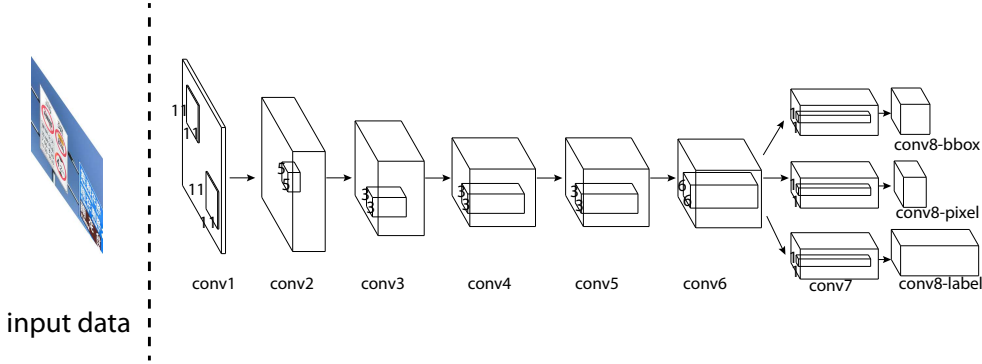 11
11
11
11
5
5
3
3
3
3
3
3
6
6
1
1
1
1
1
1
conv8-bbox
conv8-pixel
conv8-label
conv1
conv2
conv3
conv4
conv5
conv6
conv7
input data